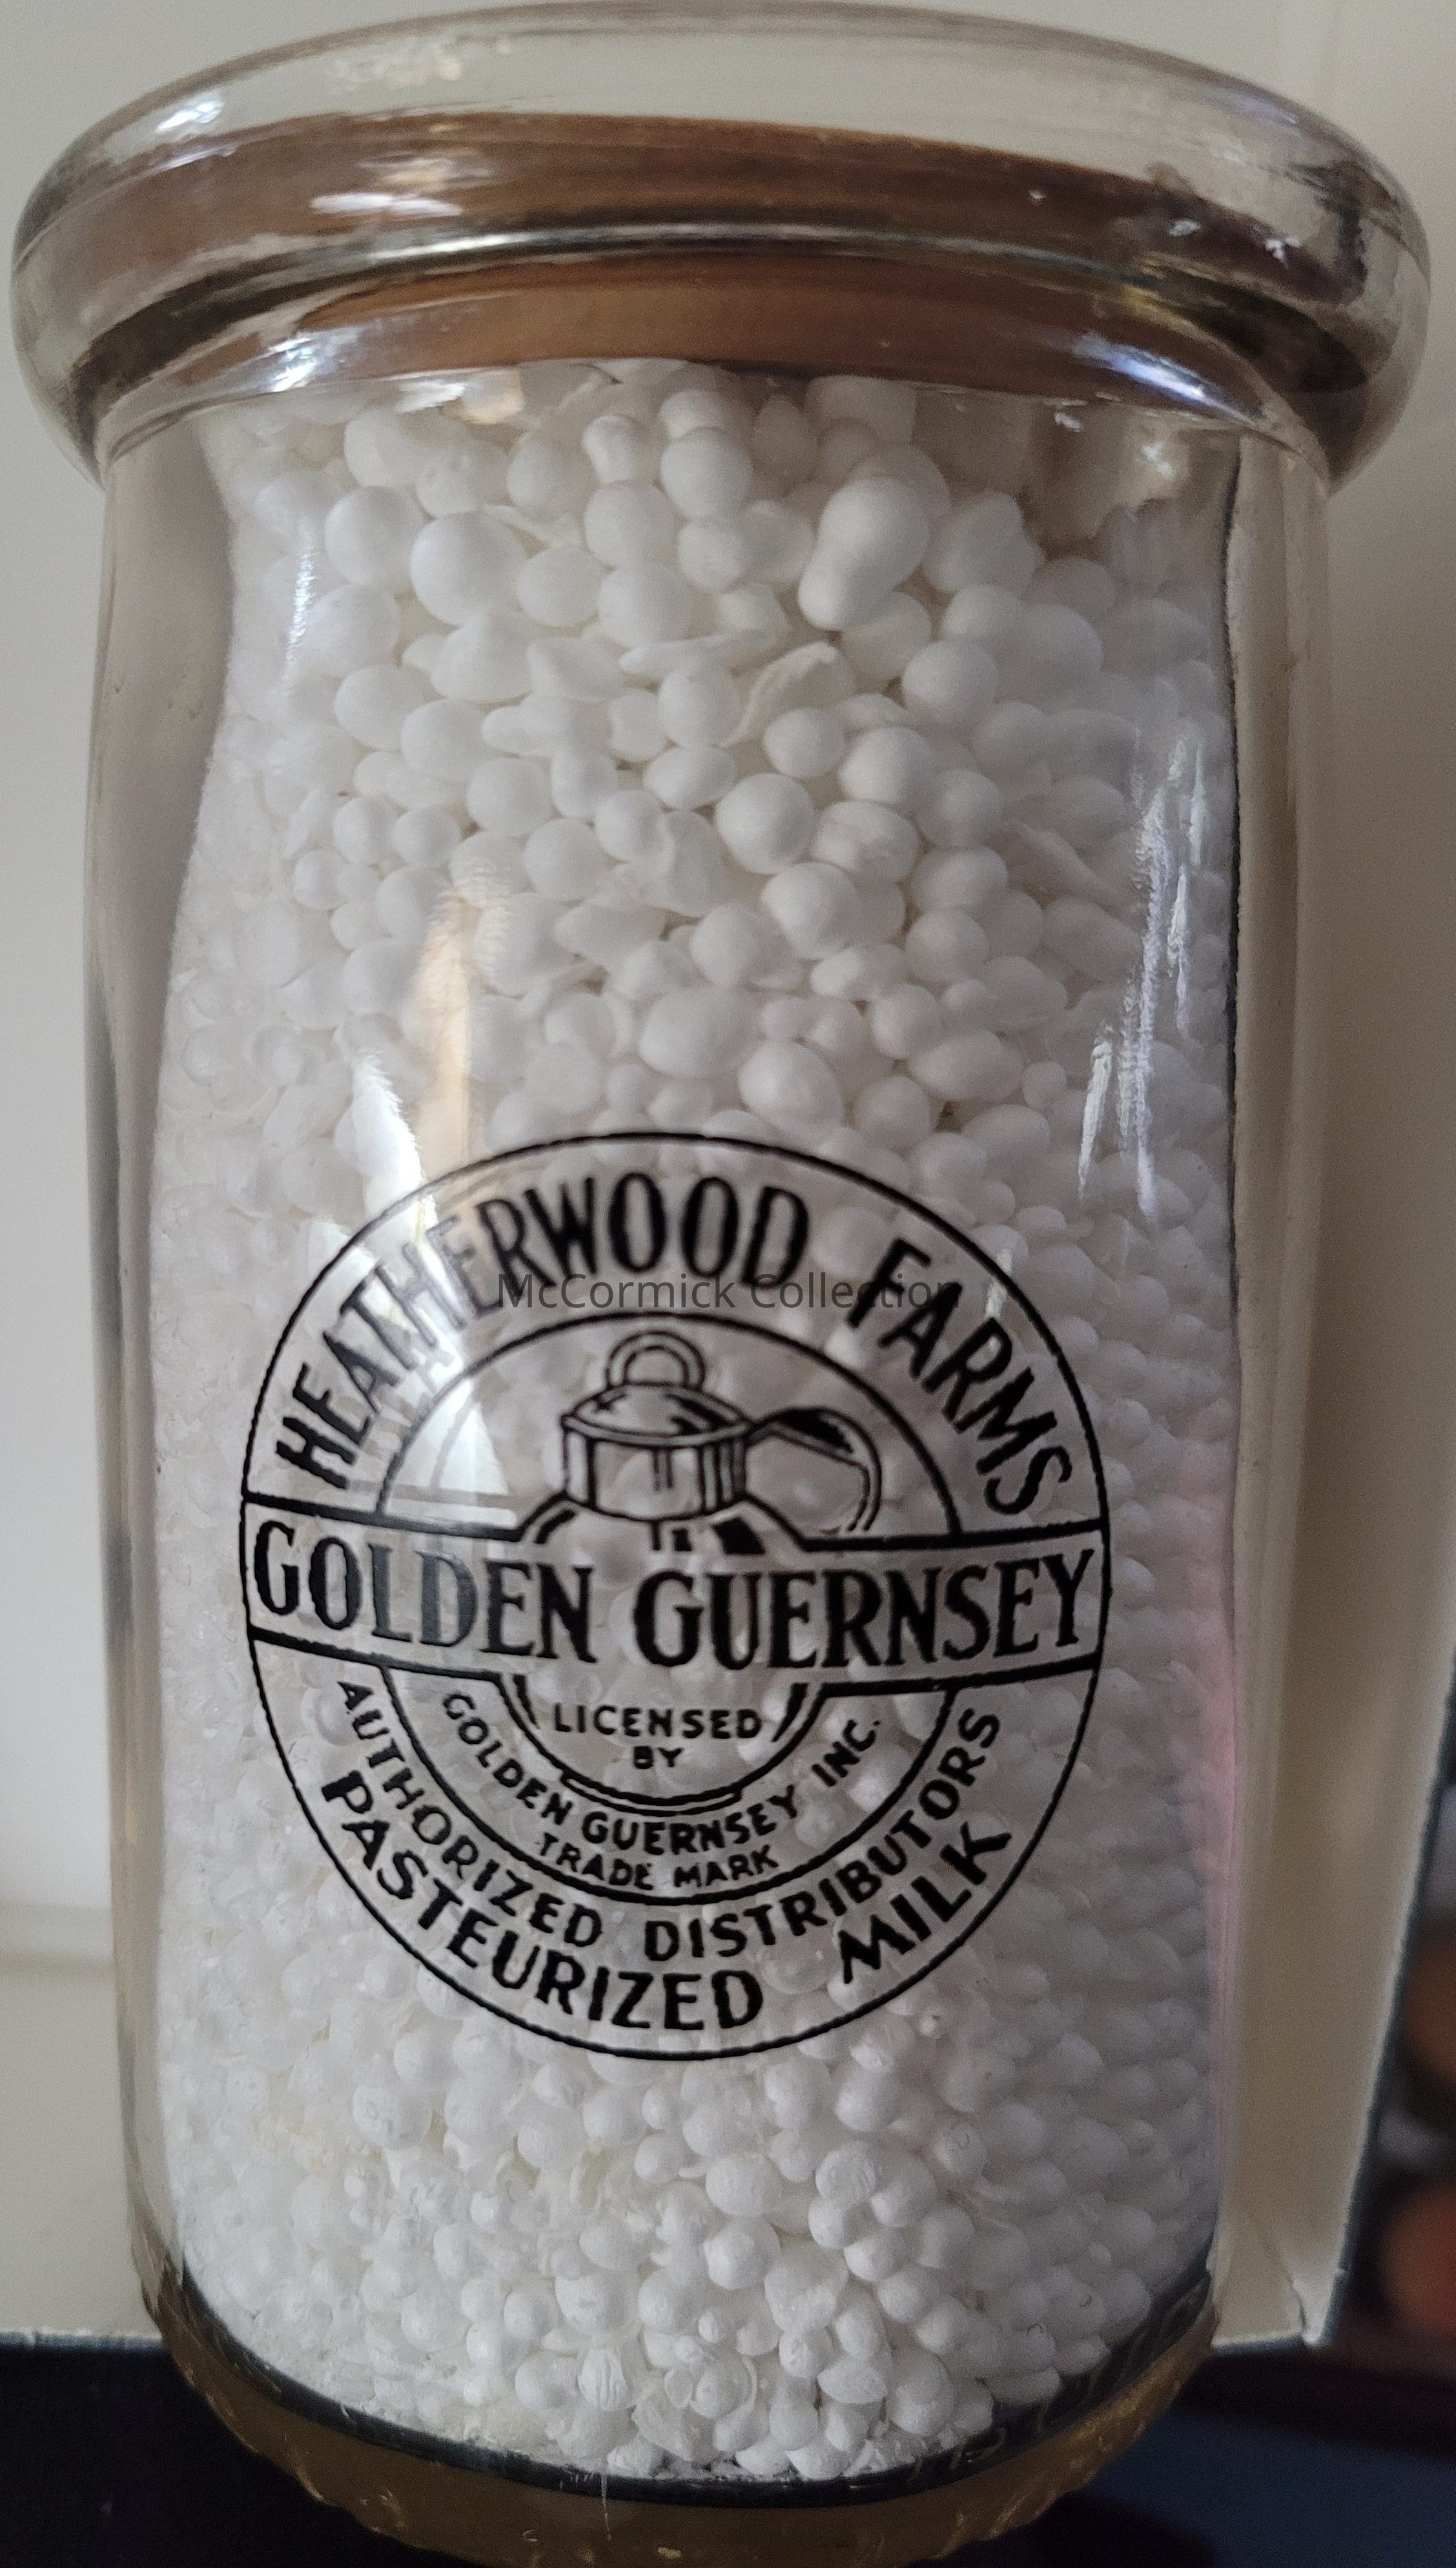 HEATHERWOOD FARMS
McCormick Collection
GOLDEN GUERNSEY
LICENSED
BY
GOLDEN GUERNSEY INC.
TRADE MARK
AUTHORIZED DISTRIBUTORS
PASTEURIZED MILK